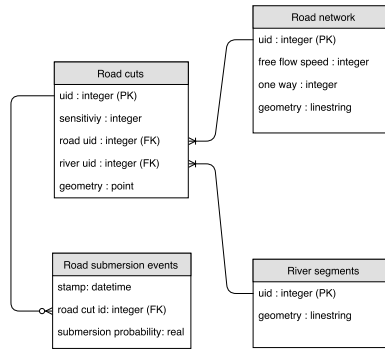 Road network
uid : integer (PK)
free flow speed : integer
one way : integer
geometry : linestring
Road cuts
uid : integer (PK)
sensitiviy : integer
road uid : integer (FK)
river uid : integer (FK)
geometry : point
Road submersion events
stamp: datetime
road cut id: integer (FK)
submersion probability: real
River segments
uid : integer (PK)
geometry : linestring